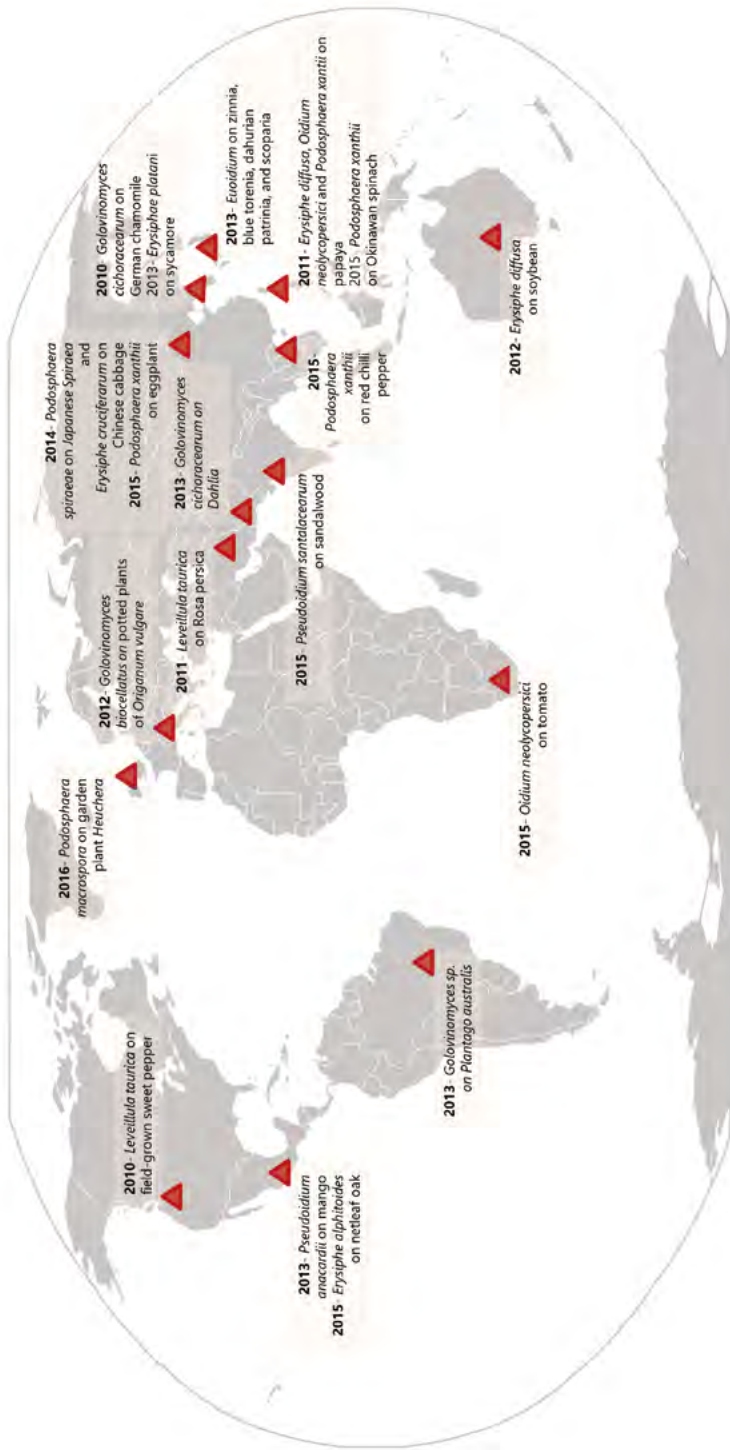 2010- Leveillula taurica on
field-grown sweet pepper
2013- Pseudoidium
anacardii on mango
2015- Erysiphe alphitoides
on netleaf oak
2013- Golovinomyces sp.
on Plantago australis
2016- Podosphaera
macrospora on garden
plant Heuchera
2012- Golovinomyces
biocellatus on potted plants
of Origanum vulgare
2011- Leveillula taurica
on Rosa persica
2015- Oidium neolycopersici
on tomato
2015- Pseudoidium santalacearum
on sandalwood
2013- Golovinomyces
cichoracearum on
Dahlia
2014- Podosphaera
spiraeae on Japanese Spiraea
and
Erysiphe cruciferarum on
Chinese cabbage
2015- Podosphaera xanthii
on eggplant
2010- Golovinomyces
cichoracearum on
German chamomile
2013- Erysiphae platani
on sycamore
2013- Euoidium on zinnia,
blue torenia, dahurian
patrinia, and scoparia
2011- Erysiphe diffusa, Oidium
neolycopersici and Podosphaera xantii on
papaya
2015- Podosphaera xanthii
on Okinawan spinach
2015-
Podosphaera
xanthii
on red chilli
pepper
2012- Erysiphe diffusa
on soybean